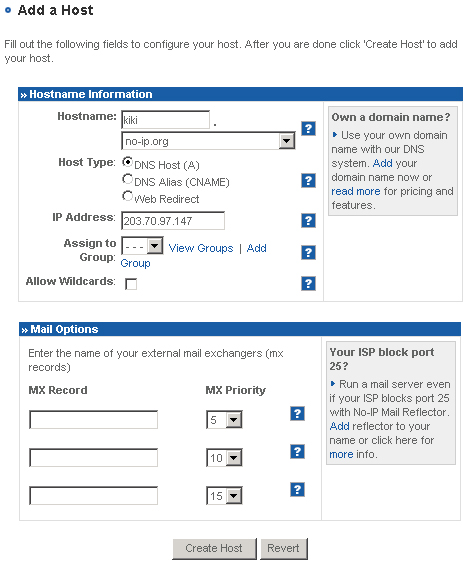 Add a Host
Fill out the following fields to configure your host. After you are done click 'Create Host' to add
your host.
» Hostname Information
Hostname: kiki .
no-ip.org
?
Host Type: DNS Host (A)
DNS Alias (CNAME)
Web Redirect
?
IP Address: 203.70.97.147
?
Assign to - - - View Groups | Add
Group: Group
?
Allow Wildcards:
?
Own a domain name?
Use your own domain
name with our DNS
system. Add your
domain name now or
read more for pricing and
features.
» Mail Options
Enter the name of your external mail exchangers (mx
records)
MX Record MX Priority
5 ?
10 ?
15 ?
Your ISP block port
25?
Run a mail server even
if your ISP blocks port 25
with No-IP Mail Reflector.
Add reflector to your
name or click here for
more info.
Create Host Revert